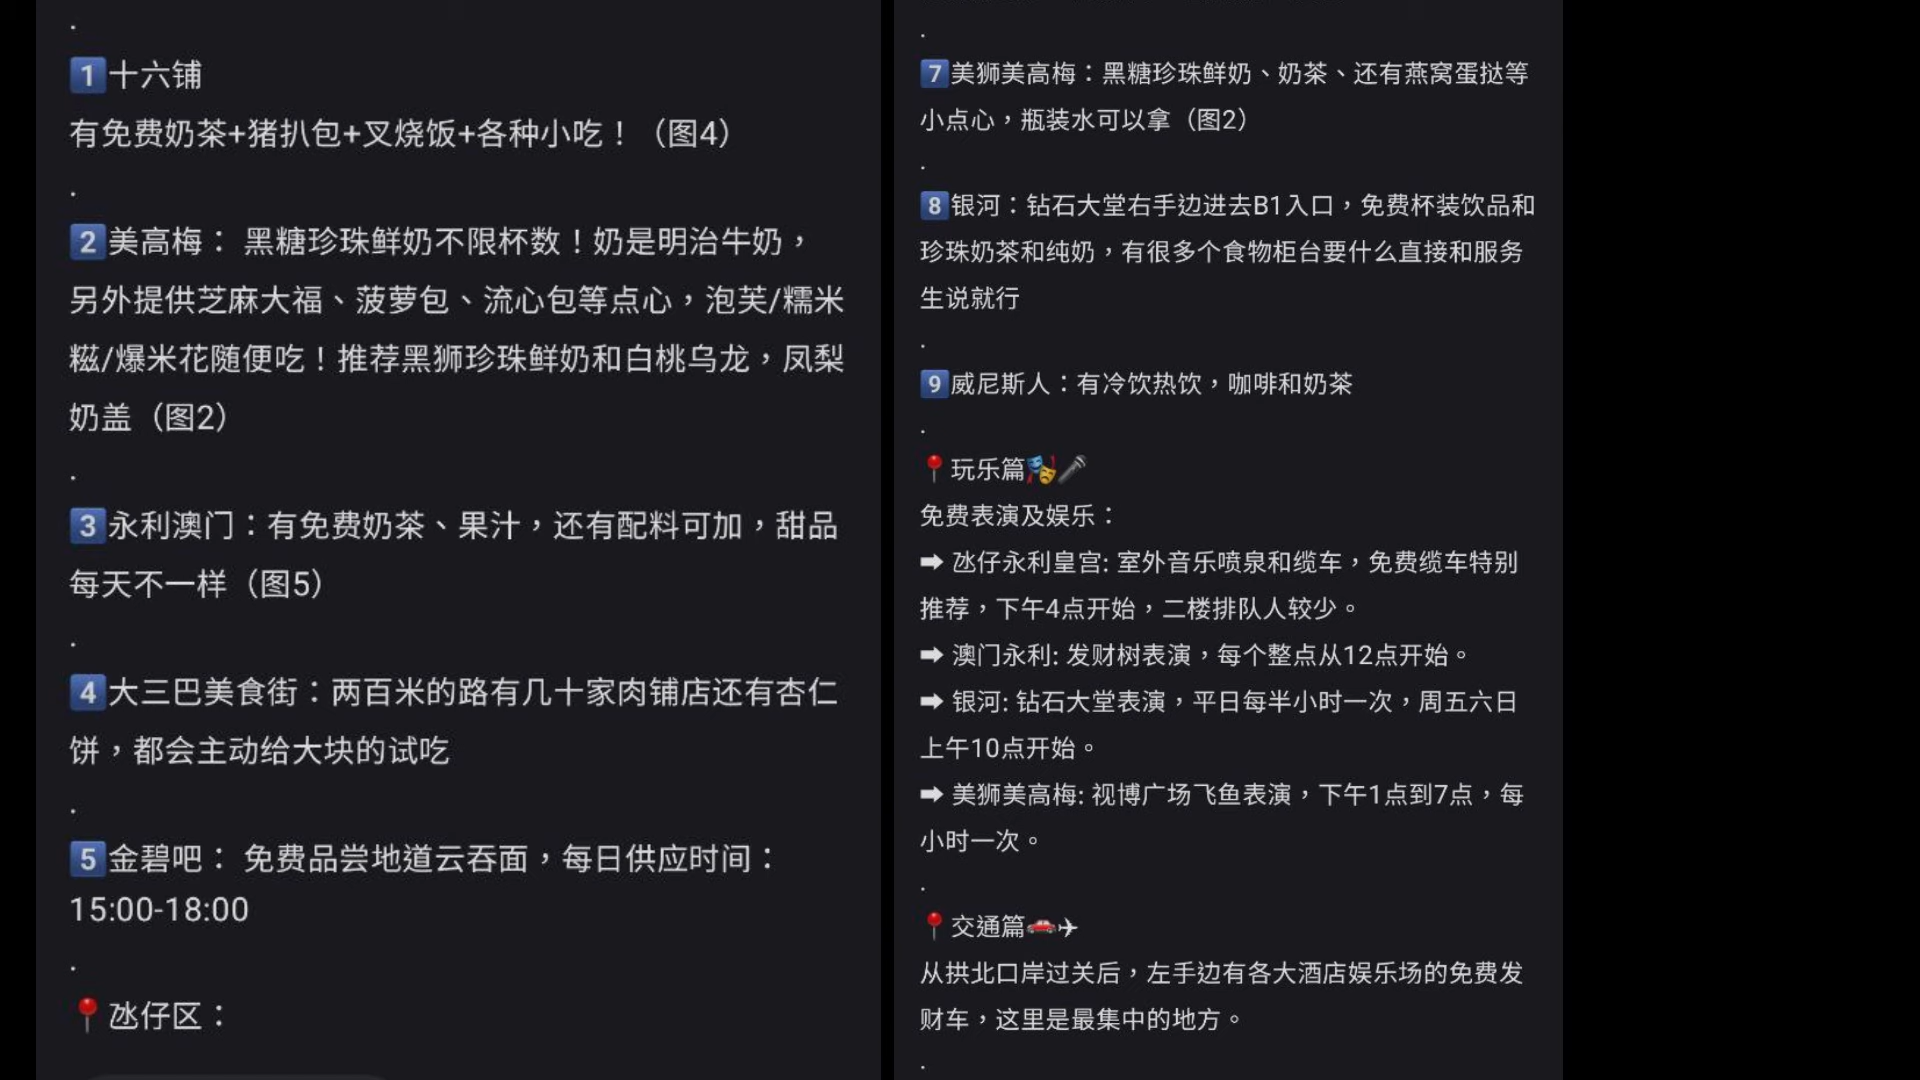 1十六铺
有免费奶茶+猪扒包+叉烧饭+各种小吃！（图4）
.
2美高梅： 黑糖珍珠鲜奶不限杯数！奶是明治牛奶，
另外提供芝麻大福、菠萝包、流心包等点心，泡芙/糯米
糍/爆米花随便吃！推荐黑狮珍珠鲜奶和白桃乌龙，凤梨
奶盖（图2）
.
3永利澳门：有免费奶茶、果汁，还有配料可加，甜品
每天不一样（图5）
.
4大三巴美食街：两百米的路有几十家肉铺店还有杏仁
饼，都会主动给大块的试吃
.
5金碧吧： 免费品尝地道云吞面，每日供应时间：
15:00-18:00
.
📍氹仔区：
.
7美狮美高梅：黑糖珍珠鲜奶、奶茶、还有燕窝蛋挞等
小点心，瓶装水可以拿（图2）
.
8银河：钻石大堂右手边进去B1入口，免费杯装饮品和
珍珠奶茶和纯奶，有很多个食物柜台要什么直接和服务
生说就行
.
9威尼斯人：有冷饮热饮，咖啡和奶茶
.
📍玩乐篇🎭🎤
免费表演及娱乐：
➡ 氹仔永利皇宫: 室外音乐喷泉和缆车，免费缆车特别
推荐，下午4点开始，二楼排队人较少。
➡ 澳门永利: 发财树表演，每个整点从12点开始。
➡ 银河: 钻石大堂表演，平日每半小时一次，周五六日
上午10点开始。
➡ 美狮美高梅: 视博广场飞鱼表演，下午1点到7点，每
小时一次。
.
📍交通篇🚗✈
从拱北口岸过关后，左手边有各大酒店娱乐场的免费发
财车，这里是最集中的地方。
.